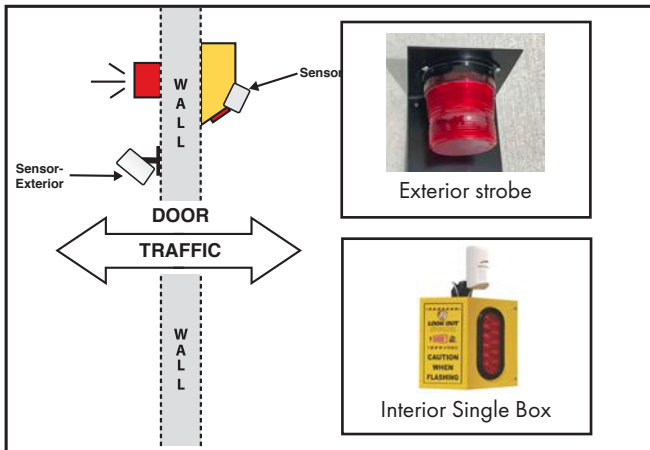 W
A
L
L
Sensor
Sensor-
Exterior
DOOR
TRAFFIC
W
A
L
L
Exterior strobe
LOOK OUT
CAUTION
WHEN
FLASHING
Interior Single Box